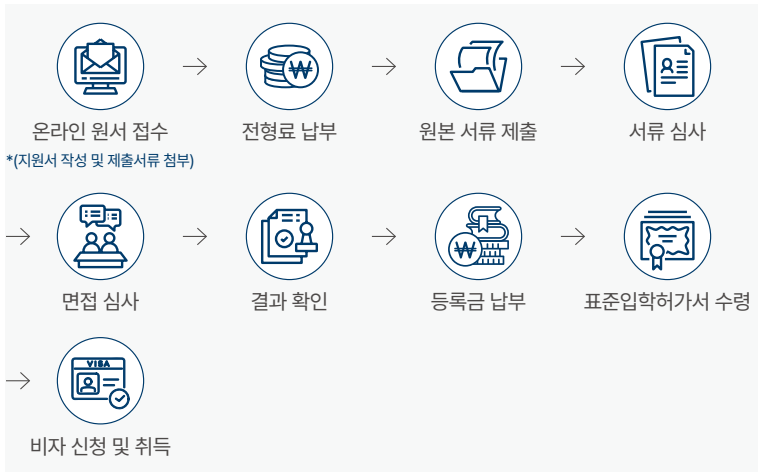 온라인 원서 접수
*(지원서 작성 및 제출서류 첨부)
전형료 납부
원본 서류 제출
서류 심사
면접 심사
결과 확인
등록금 납부
표준입학허가서 수령
VISA
비자 신청 및 취득